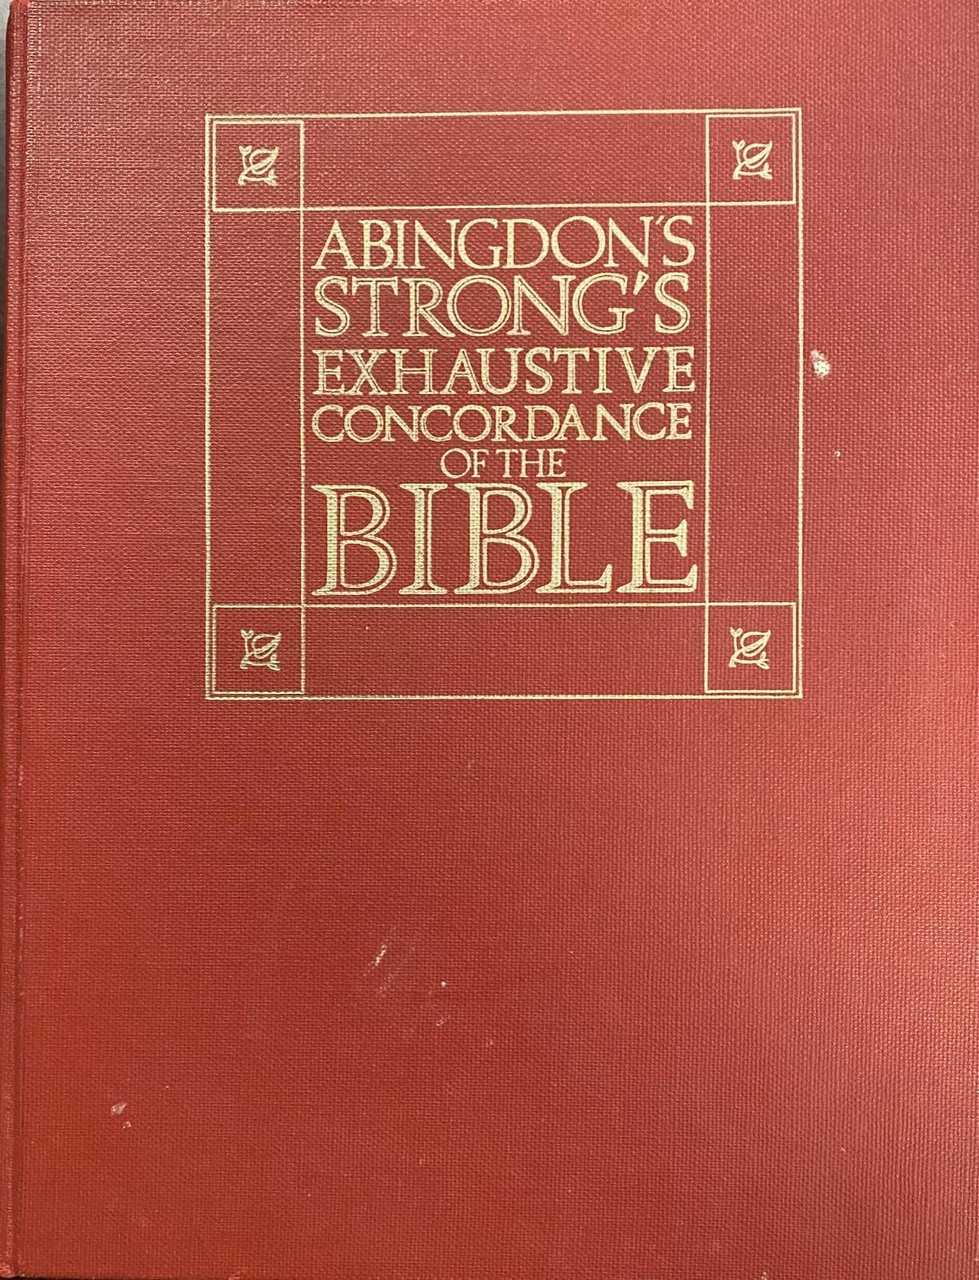 ABINGDON'S
STRONG'S
EXHAUSTIVE
CONCORDANCE
OF THE
BIBLE